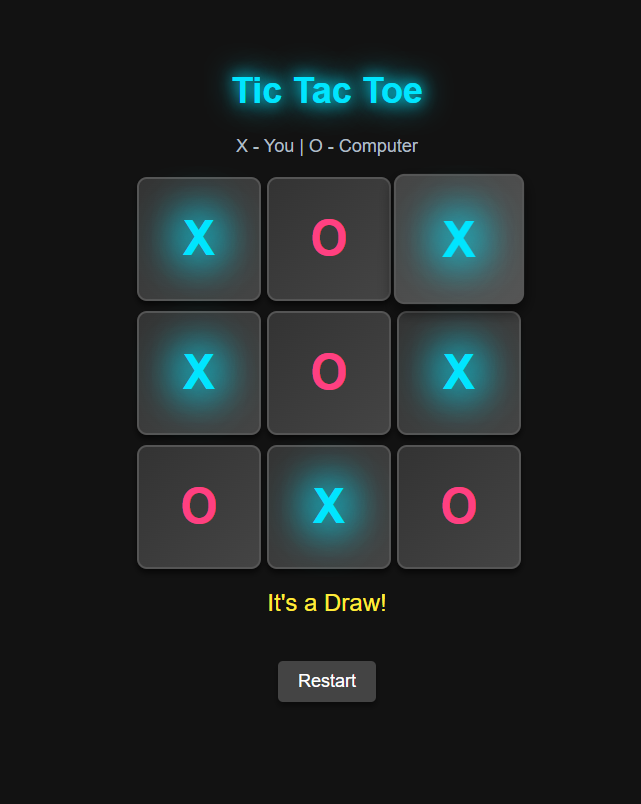 Tic Tac Toe
X - You | O - Computer
X O X
X O X
O X O
It's a Draw!
Restart